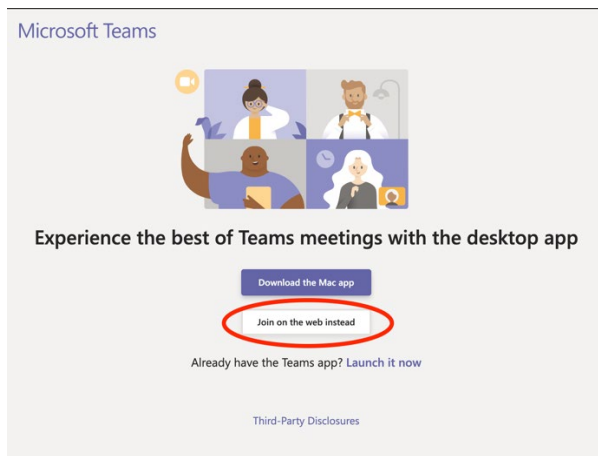 Microsoft Teams
Experience the best of Teams meetings with the desktop app
Download the Mac app
Join on the web instead
Already have the Teams app? Launch it now
Third-Party Disclosures